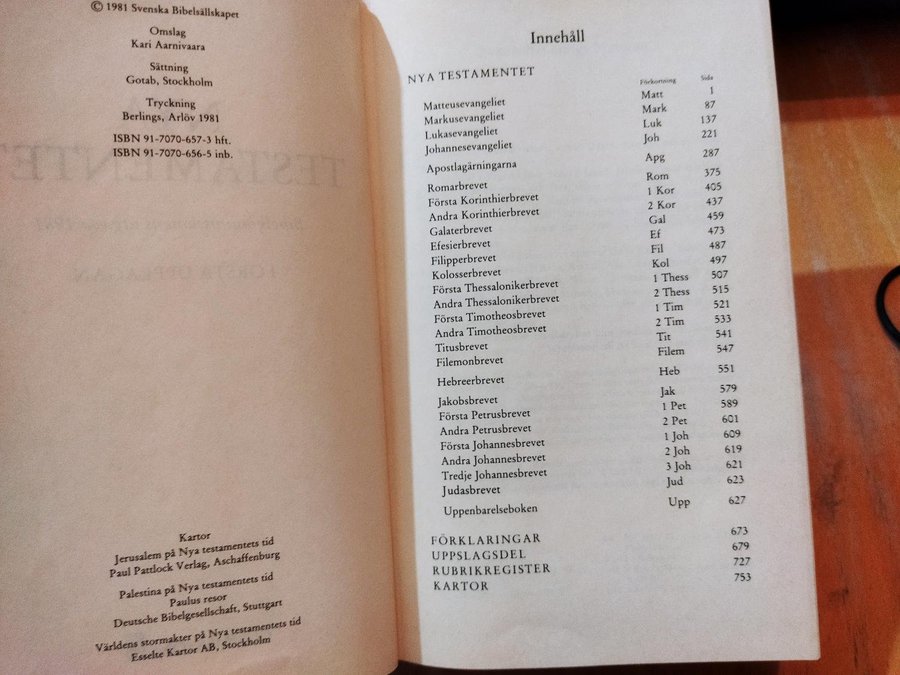 © 1981 Svenska Bibelsällskapet
Omslag
Kari Aarnivaara
Sättning
Gotab, Stockholm
Tryckning
Berlings, Arlöv 1981
ISBN 91-7070-657-3 hft.
ISBN 91-7070-656-5 inb.
Kartor
Jerusalem på Nya testamentets tid
Paul Pattlock Verlag, Aschaffenburg
Palestina på Nya testamentets tid
Paulus resor
Deutsche Bibelgesellschaft, Stuttgart
Världens stormakter på Nya testamentets tid
Esselte Kartor AB, Stockholm
Innehåll
NYA TESTAMENTET Förkortning Sida
Matteusevangeliet Matt 1
Markusevangeliet Mark 87
Lukasevangeliet Luk 137
Johannesevangeliet Joh 221
Apostlagärningarna Apg 287
Romarbrevet Rom 375
Första Korinthierbrevet 1 Kor 405
Andra Korinthierbrevet 2 Kor 437
Galaterbrevet Gal 459
Efesierbrevet Ef 473
Filipperbrevet Fil 487
Kolosserbrevet Kol 497
Första Thessalonikerbrevet 1 Thess 507
Andra Thessalonikerbrevet 2 Thess 515
Första Timotheosbrevet 1 Tim 521
Andra Timotheosbrevet 2 Tim 533
Titusbrevet Tit 541
Filemonbrevet Filem 547
Hebreerbrevet Heb 551
Jakobsbrevet Jak 579
Första Petrusbrevet 1 Pet 589
Andra Petrusbrevet 2 Pet 601
Första Johannesbrevet 1 Joh 609
Andra Johannesbrevet 2 Joh 619
Tredje Johannesbrevet 3 Joh 621
Judasbrevet Jud 623
Uppenbarelseboken Upp 627
FÖRKLARINGAR 673
UPPSLAGSDEL 679
RUBRIKREGISTER 727
KARTOR 753